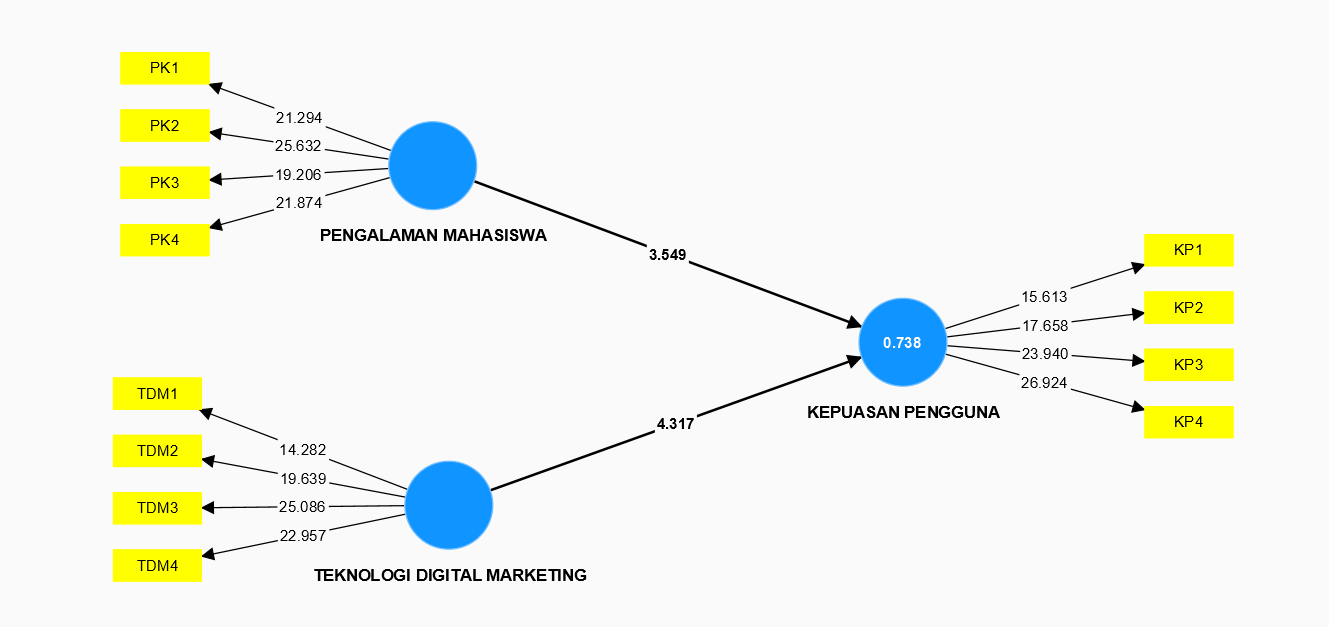 PK1
21.294
PK2
25.632
PK3
19.206
PK4
21.874
PENGALAMAN MAHASISWA
3.549
TDM1
14.282
TDM2
19.639
TDM3
25.086
TDM4
22.957
TEKNOLOGI DIGITAL MARKETING
4.317
0.738
KEPUASAN PENGGUNA
KP1
15.613
KP2
17.658
KP3
23.940
KP4
26.924